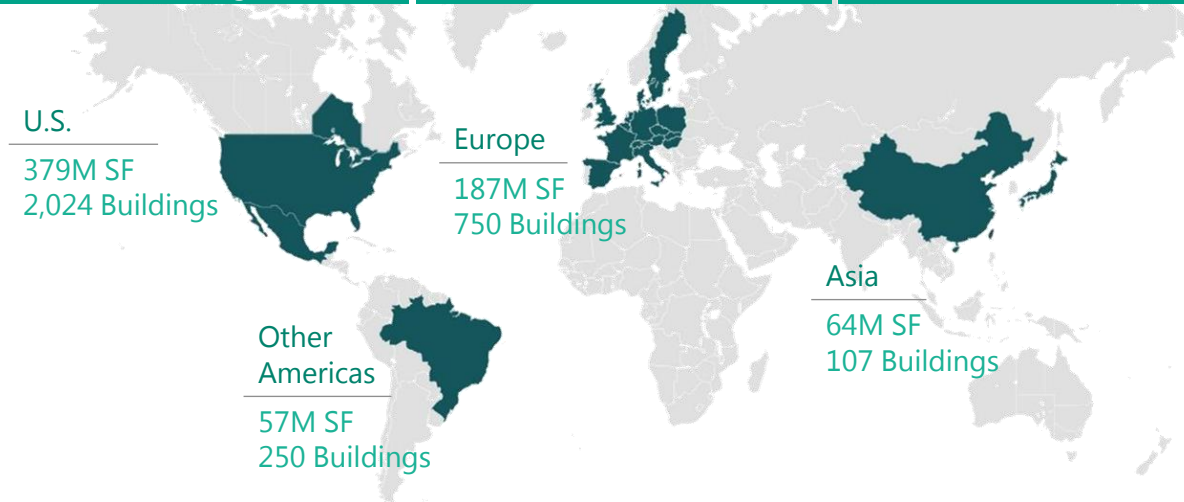 U.S.
379M SF
2,024 Buildings
Europe
187M SF
750 Buildings
Asia
64M SF
107 Buildings
Other
Americas
57M SF
250 Buildings